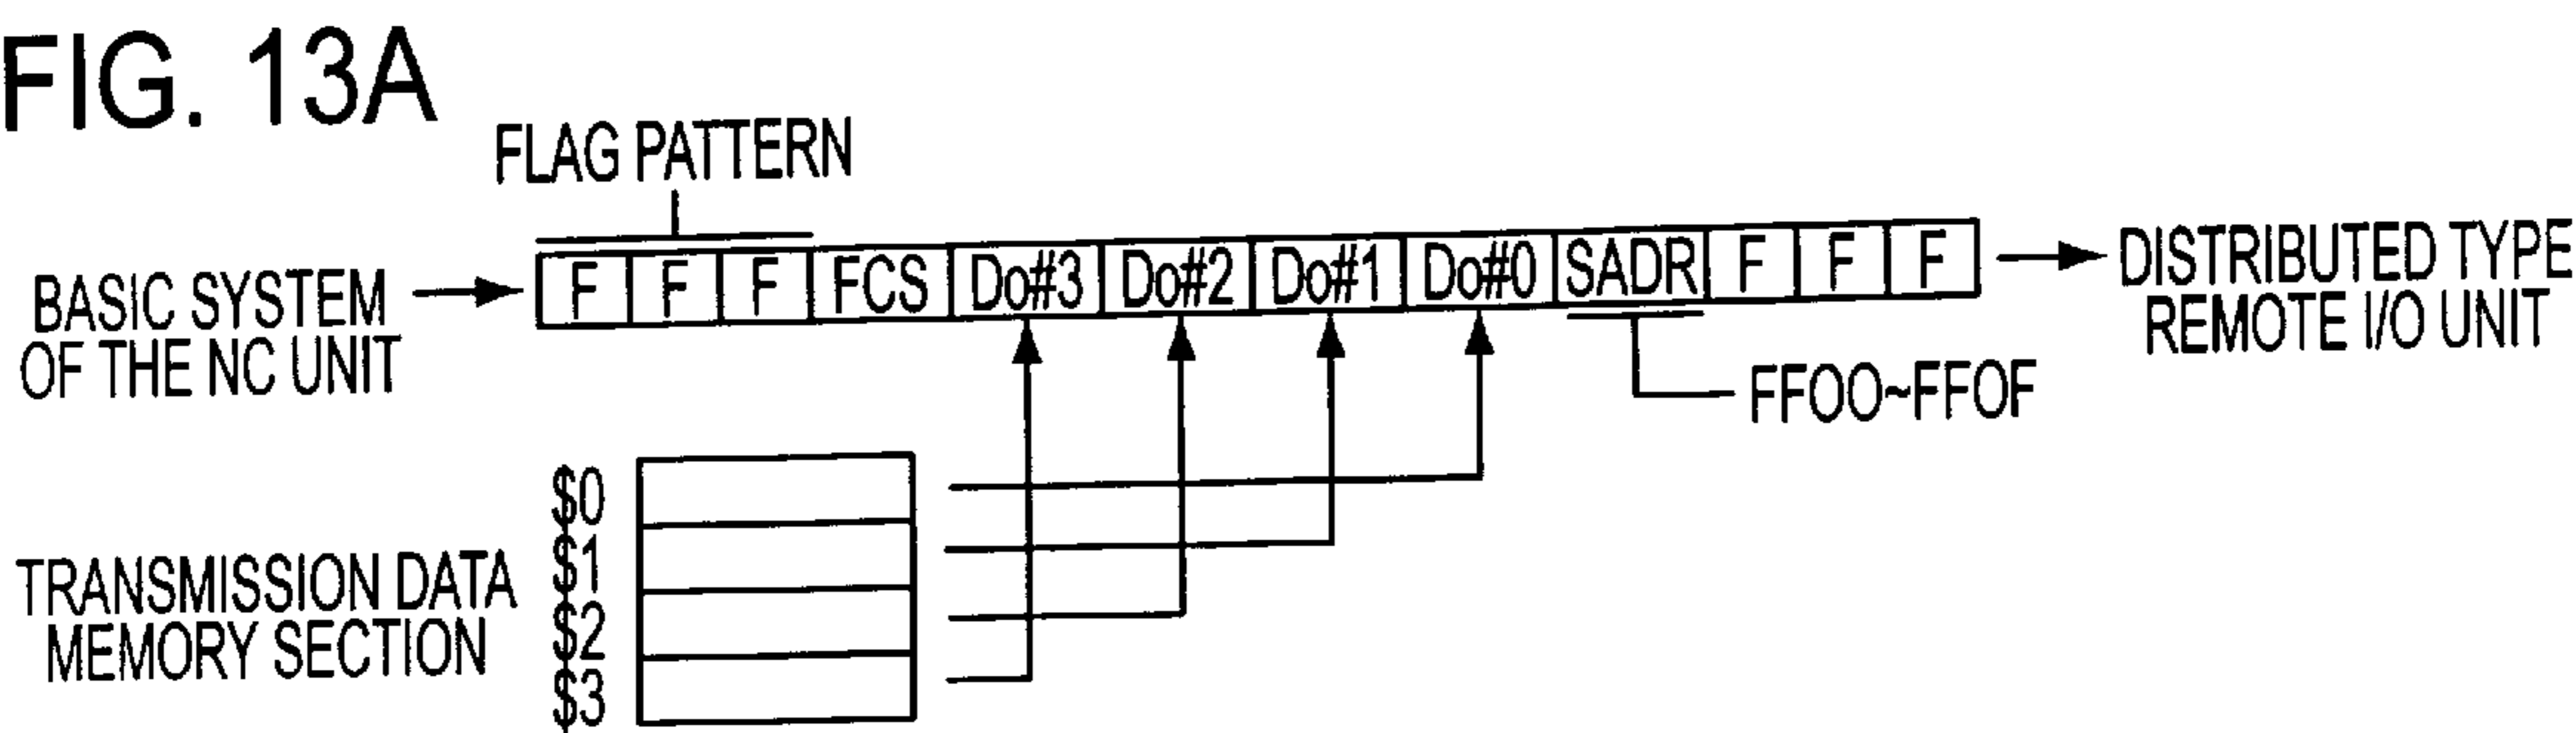 FIG. 13A
FLAG PATTERN
BASIC SYSTEM
OF THE NC UNIT
F F F FCS Do#3 Do#2 Do#1 Do#0 SADR F F F
DISTRIBUTED TYPE
REMOTE I/O UNIT
FFOO~FFOF
TRANSMISSION DATA
MEMORY SECTION
$0
$1
$2
$3